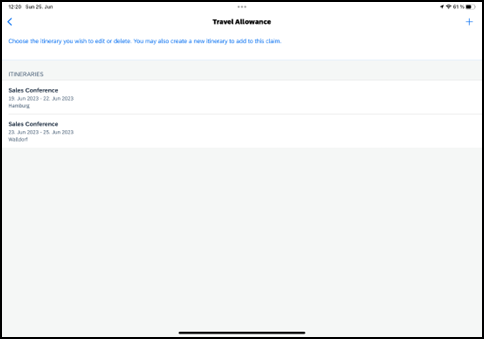 12:20 Sun 25. Jun
61%
Travel Allowance
Choose the itinerary you wish to edit or delete. You may also create a new itinerary to add to this claim.
ITINERARIES
Sales Conference
19. Jun 2023 - 22. Jun 2023
Hamburg
Sales Conference
23. Jun 2023 - 25. Jun 2023
Walldorf